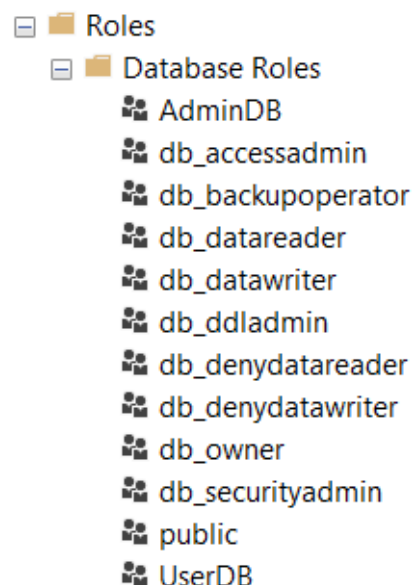 Roles
Database Roles
AdminDB
db_accessadmin
db_backupoperator
db_datareader
db_datawriter
db_ddladmin
db_denydatareader
db_denydatawriter
db_owner
db_securityadmin
public
UserDB